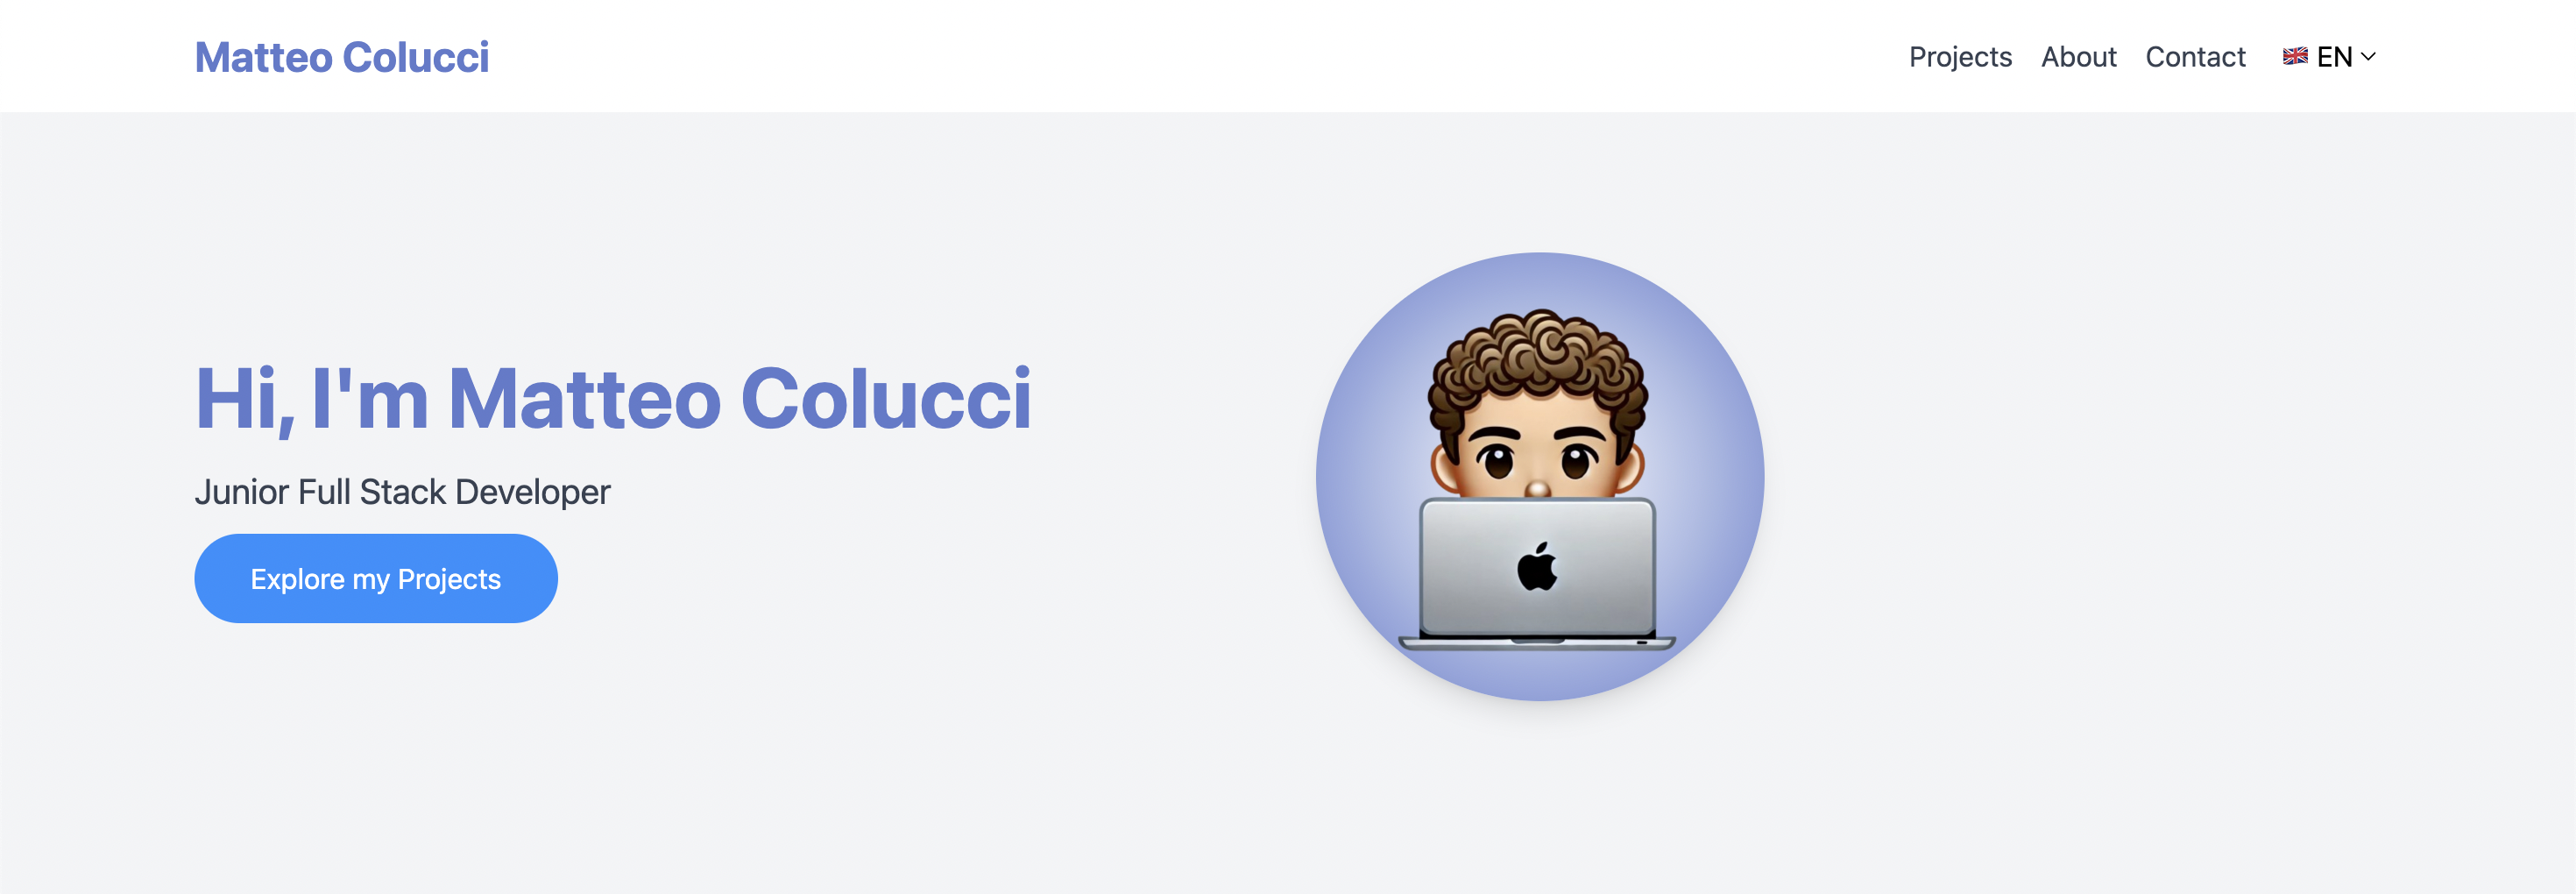 Matteo Colucci
Projects About Contact 🇬🇧 EN
Hi, I'm Matteo Colucci
Junior Full Stack Developer
Explore my Projects